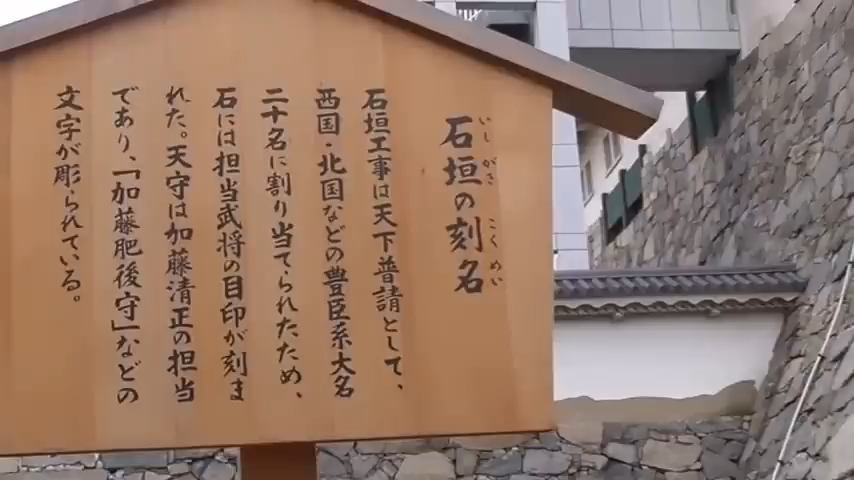 石垣の刻名
いしがき
こくめい
石垣工事は天下普請として、
西国・北国などの豊臣系大名
二十名に割り当てられたため、
石には担当武将の目印が刻ま
れた。天守は加藤清正の担当
であり、「加藤肥後守」などの
文字が彫られている。